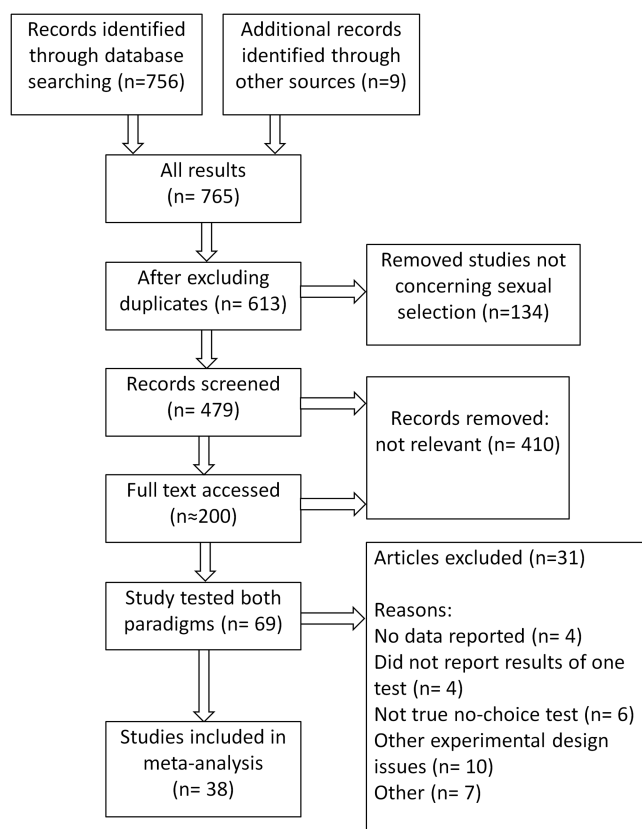 Records identified
through database
searching (n=756)
Additional records
identified through
other sources (n=9)
All results
(n= 765)
After excluding
duplicates (n= 613)
Removed studies not
concerning sexual
selection (n=134)
Records screened
(n= 479)
Records removed:
not relevant (n= 410)
Full text accessed
(n≈200)
Study tested both
paradigms (n= 69)
Articles excluded (n=31)
Reasons:
No data reported (n= 4)
Did not report results of one
test (n= 4)
Not true no-choice test (n= 6)
Other experimental design
issues (n= 10)
Other (n= 7)
Studies included in
meta-analysis
(n= 38)